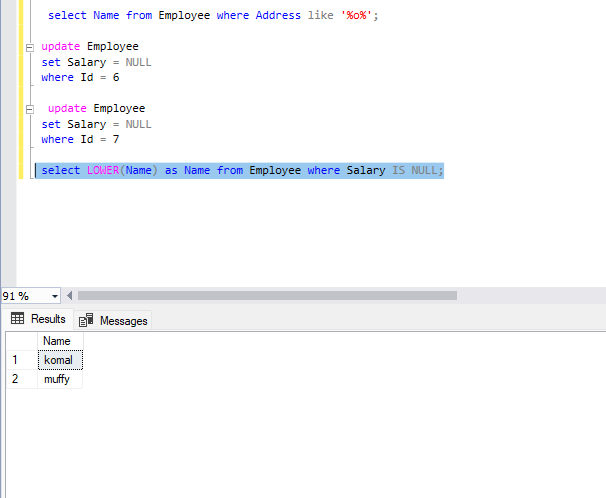 select Name from Employee where Address like '%o%';
update Employee
set Salary = NULL
where Id = 6
update Employee
set Salary = NULL
where Id = 7
select LOWER(Name) as Name from Employee where Salary IS NULL;
91 %
Results Messages
Name
1 komal
2 muffy